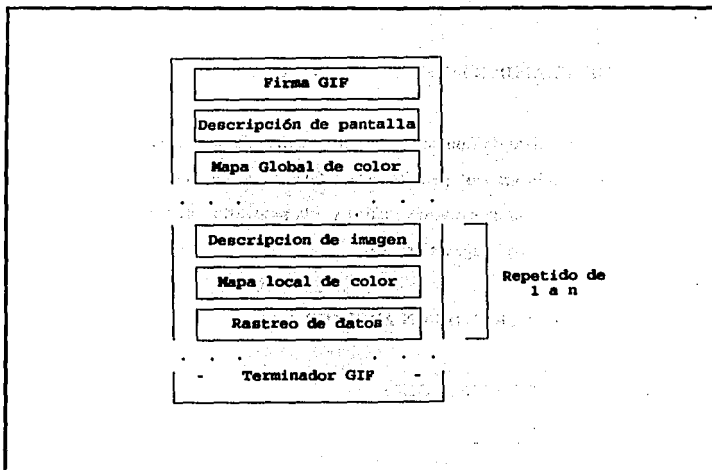 Firma GIF
Descripción de pantalla
Mapa Global de color
Descripcion de imagen
Mapa local de color
Rastreo de datos
Repetido de
1 a n
- Terminador GIF -